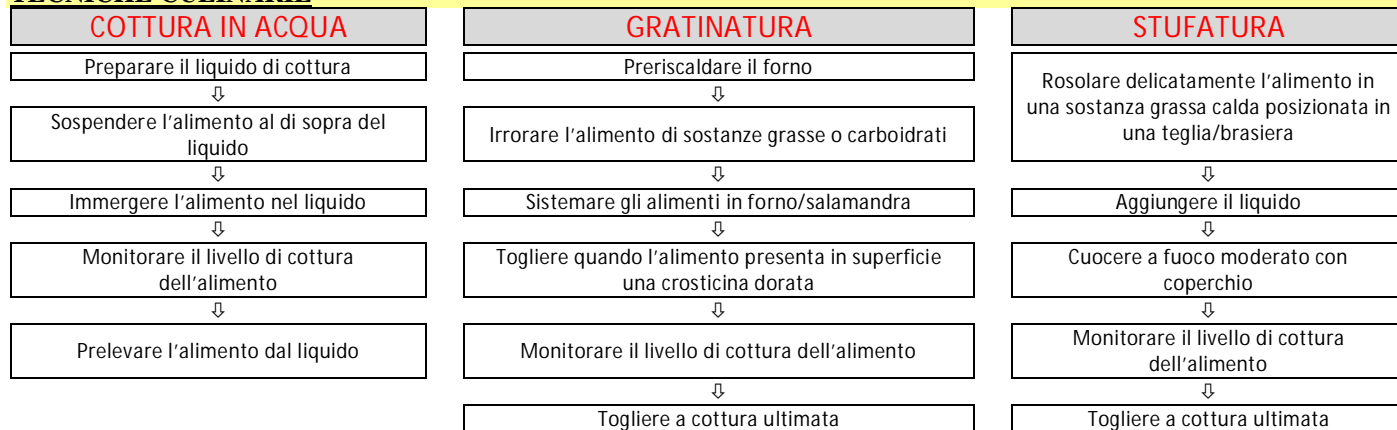 TECNICHE CULINARIE
COTTURA IN ACQUA
Preparare il liquido di cottura
⇩
Sospendere l'alimento al di sopra del
liquido
⇩
Immergere l'alimento nel liquido
⇩
Monitorare il livello di cottura
dell'alimento
⇩
Prelevare l'alimento dal liquido
GRATINATURA
Preriscaldare il forno
⇩
Irrorare l'alimento di sostanze grasse o carboidrati
⇩
Sistemare gli alimenti in forno/salamandra
⇩
Togliere quando l'alimento presenta in superficie
una crosticina dorata
⇩
Monitorare il livello di cottura dell'alimento
⇩
Togliere a cottura ultimata
STUFATURA
Rosolare delicatamente l'alimento in
una sostanza grassa calda posizionata in
una teglia/brasiera
⇩
Aggiungere il liquido
⇩
Cuocere a fuoco moderato con
coperchio
⇩
Monitorare il livello di cottura
dell'alimento
⇩
Togliere a cottura ultimata